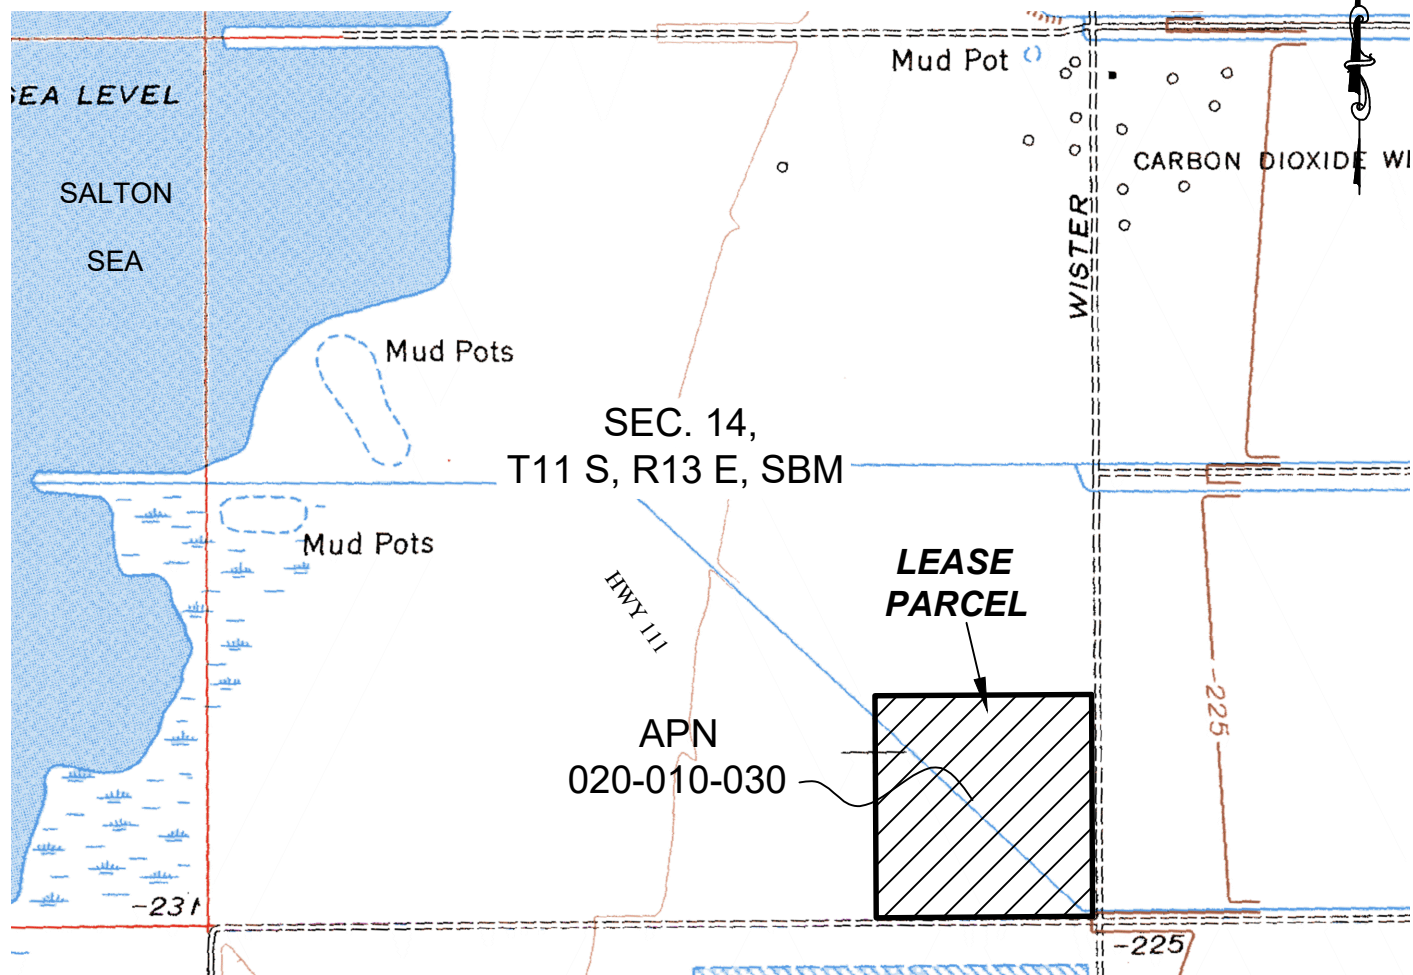 Mud Pot
SEA LEVEL
CARBON DIOXIDE
SALTON
SEA
WISTER
Mud Pots
SEC. 14,
T11 S, R13 E, SBM
Mud Pots
LEASE
PARCEL
HWY 111
-225
APN
020-010-030
-231
-225